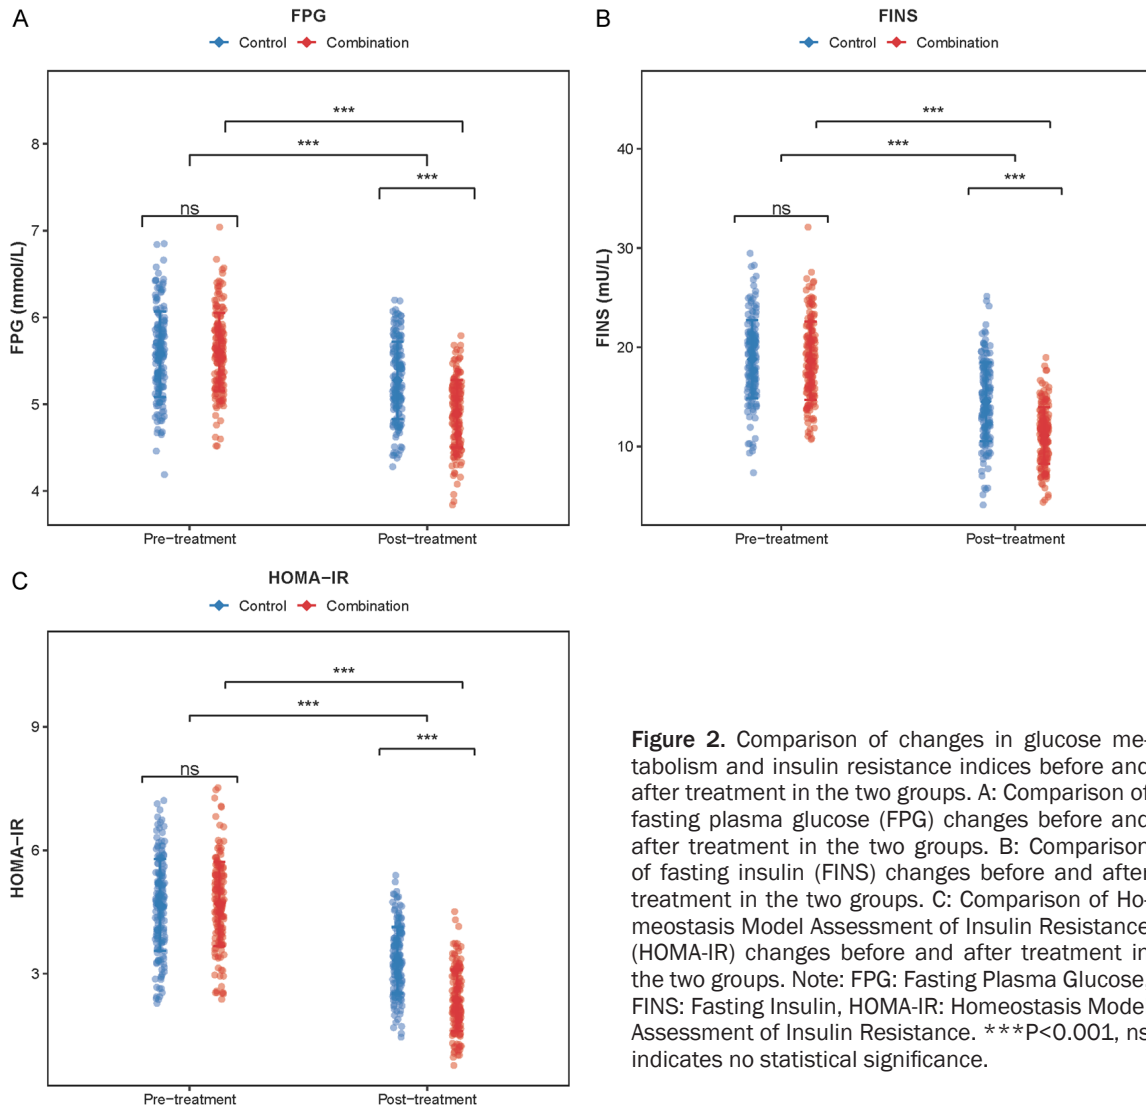 A
FPG
Control Combination
FPG (mmol/L)
8
7
6
5
4
***
***
***
ns
Pre−treatment
Post−treatment
B
FINS
Control Combination
FINS (mU/L)
40
30
20
10
***
***
***
ns
Pre−treatment
Post−treatment
C
HOMA−IR
Control Combination
HOMA−IR
9
6
3
***
***
***
ns
Pre−treatment
Post−treatment
Figure 2. Comparison of changes in glucose me-
tabolism and insulin resistance indices before and
after treatment in the two groups. A: Comparison of
fasting plasma glucose (FPG) changes before and
after treatment in the two groups. B: Comparison
of fasting insulin (FINS) changes before and after
treatment in the two groups. C: Comparison of Ho-
meostasis Model Assessment of Insulin Resistance
(HOMA-IR) changes before and after treatment in
the two groups. Note: FPG: Fasting Plasma Glucose,
FINS: Fasting Insulin, HOMA-IR: Homeostasis Model
Assessment of Insulin Resistance. ***P<0.001, ns
indicates no statistical significance.